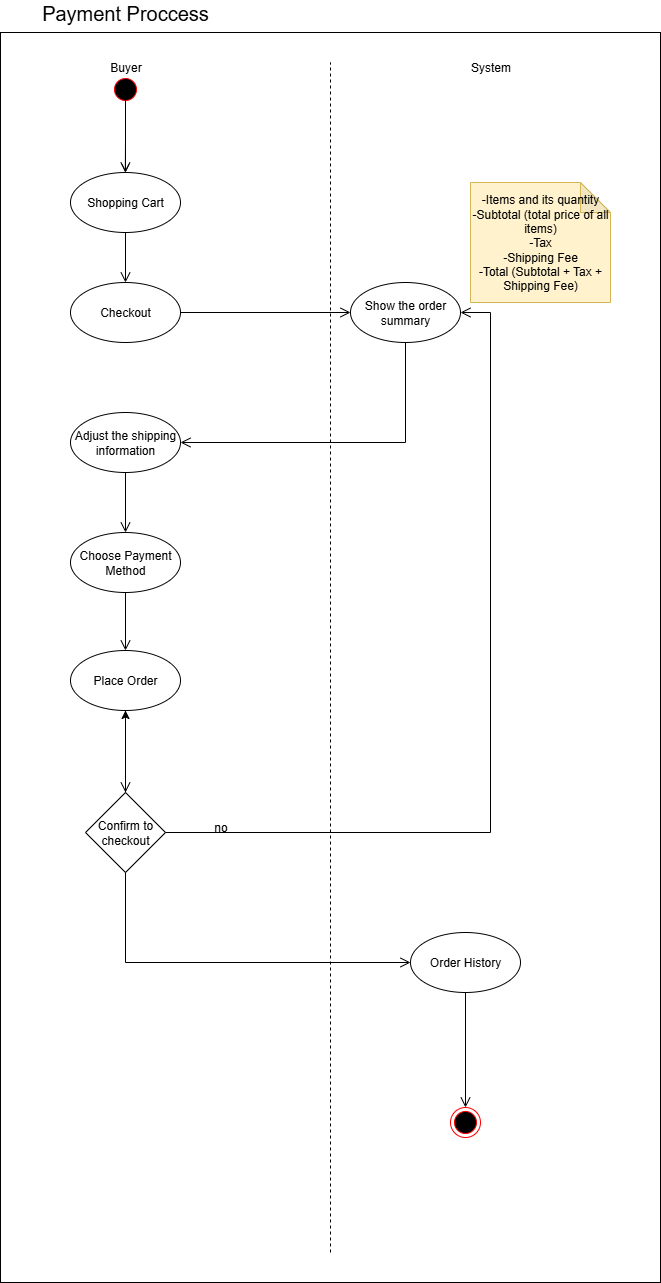 Payment Proccess
Buyer
System
Shopping Cart
-Items and its quantity
-Subtotal (total price of all
items)
-Tax
-Shipping Fee
-Total (Subtotal + Tax +
Shipping Fee)
Checkout
Show the order
summary
Adjust the shipping
information
Choose Payment
Method
Place Order
Confirm to
checkout
no
Order History